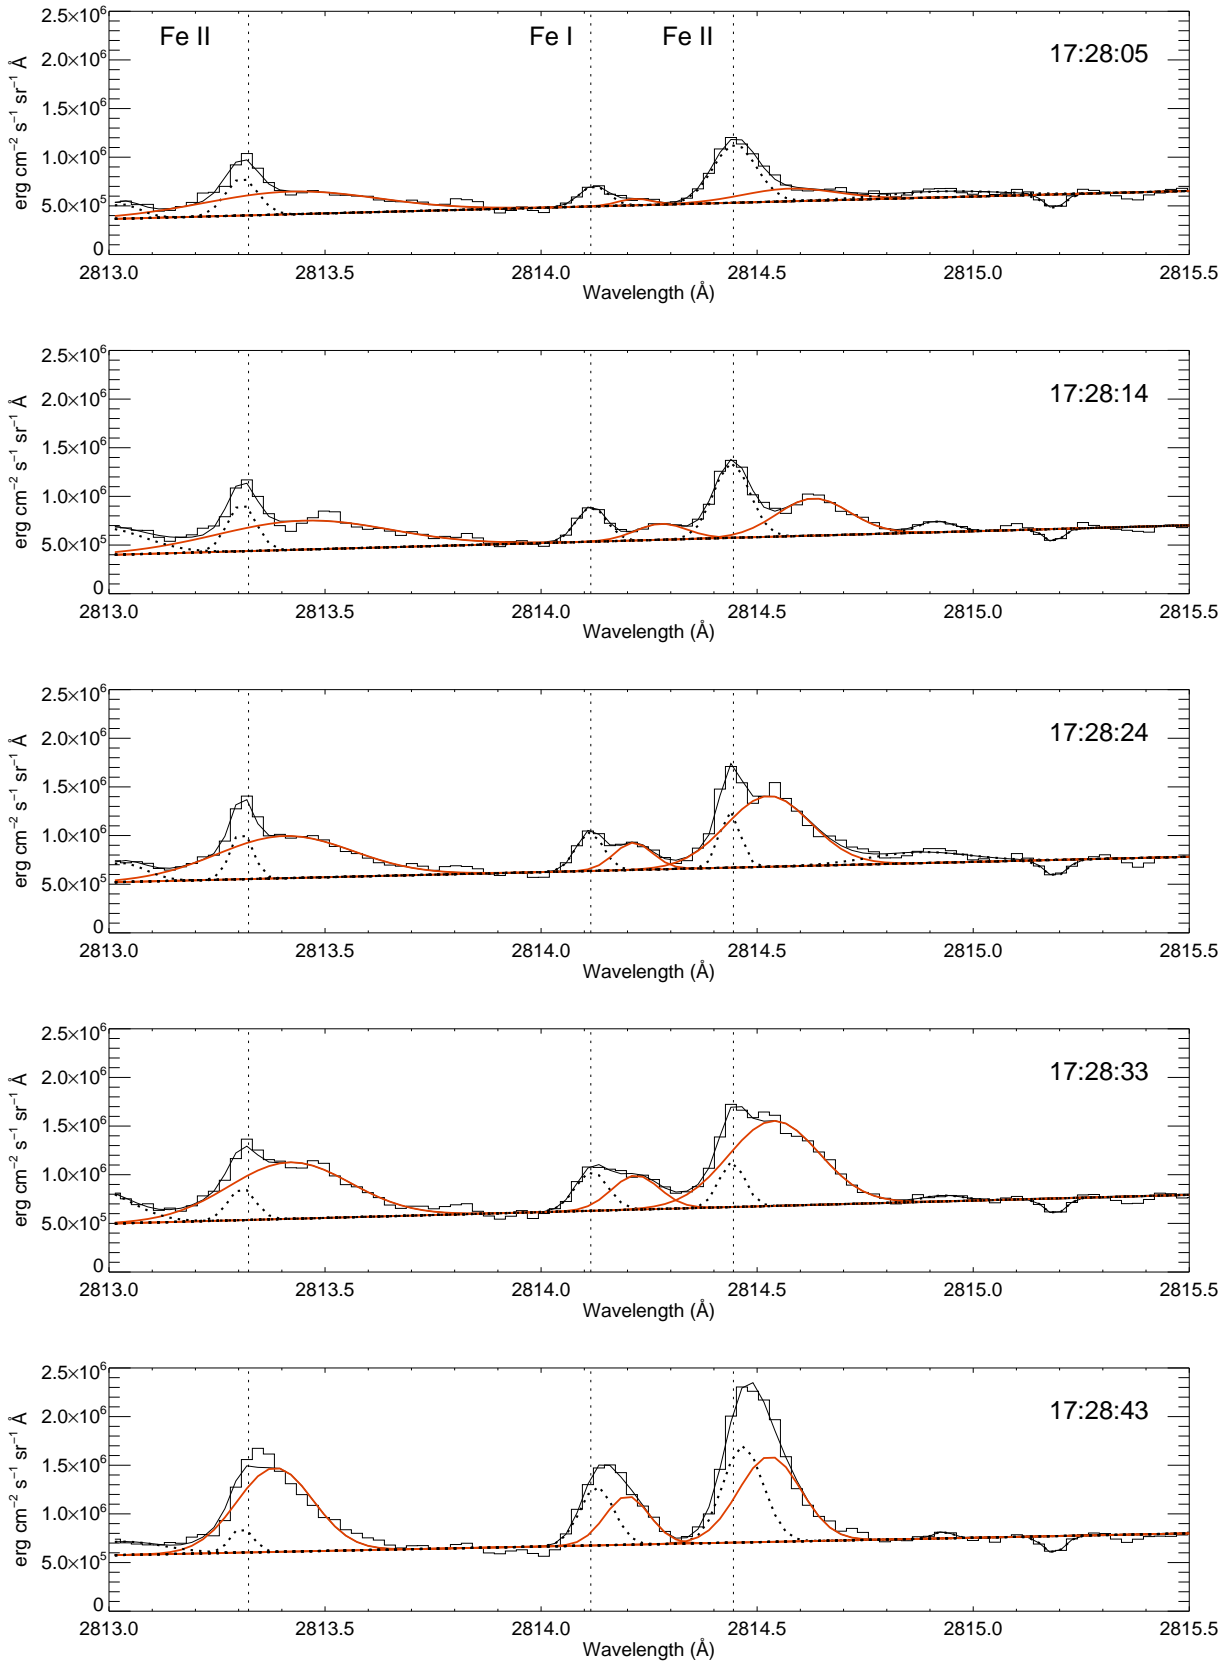 Fe II Fe I Fe II
17:28:05
erg cm⁻² s⁻¹ sr⁻¹ Å
2.5×10⁶
2.0×10⁶
1.5×10⁶
1.0×10⁶
5.0×10⁵
0
2813.0 2813.5 2814.0 2814.5 2815.0 2815.5
Wavelength (Å)
17:28:14
erg cm⁻² s⁻¹ sr⁻¹ Å
2.5×10⁶
2.0×10⁶
1.5×10⁶
1.0×10⁶
5.0×10⁵
0
2813.0 2813.5 2814.0 2814.5 2815.0 2815.5
Wavelength (Å)
17:28:24
erg cm⁻² s⁻¹ sr⁻¹ Å
2.5×10⁶
2.0×10⁶
1.5×10⁶
1.0×10⁶
5.0×10⁵
0
2813.0 2813.5 2814.0 2814.5 2815.0 2815.5
Wavelength (Å)
17:28:33
erg cm⁻² s⁻¹ sr⁻¹ Å
2.5×10⁶
2.0×10⁶
1.5×10⁶
1.0×10⁶
5.0×10⁵
0
2813.0 2813.5 2814.0 2814.5 2815.0 2815.5
Wavelength (Å)
17:28:43
erg cm⁻² s⁻¹ sr⁻¹ Å
2.5×10⁶
2.0×10⁶
1.5×10⁶
1.0×10⁶
5.0×10⁵
0
2813.0 2813.5 2814.0 2814.5 2815.0 2815.5
Wavelength (Å)